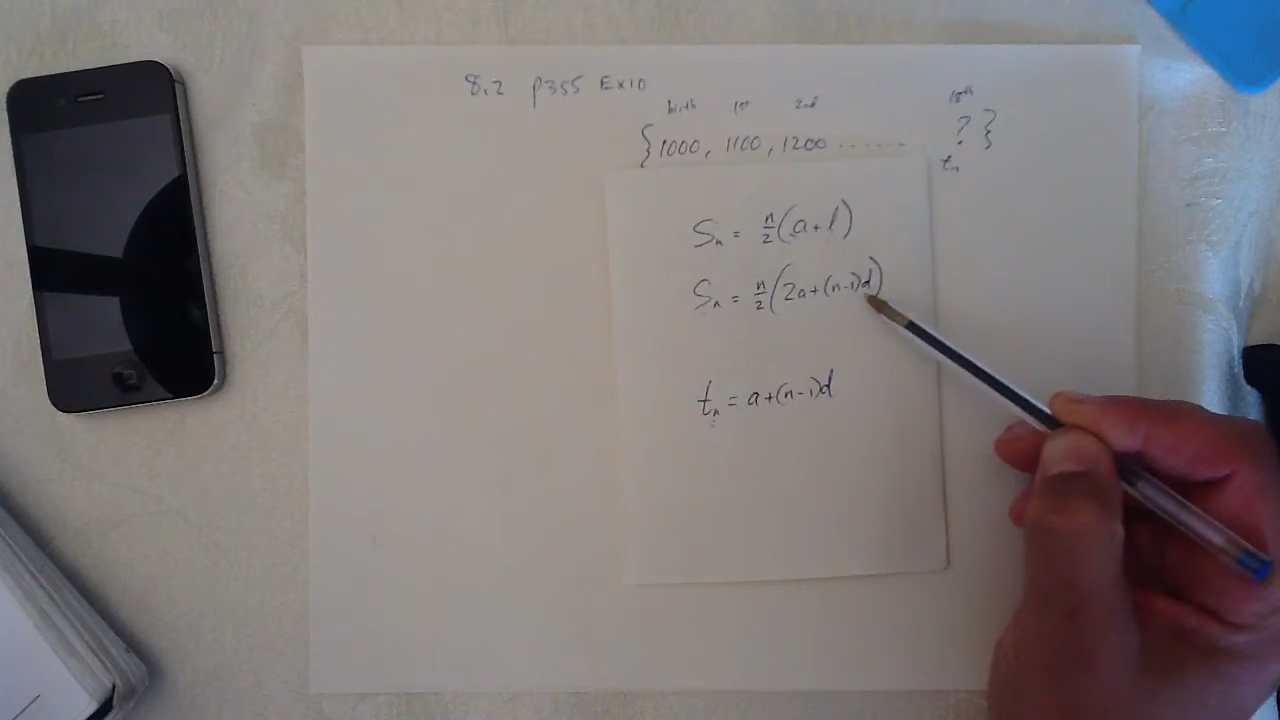 8.2 p355 Ex10
birth 1st 2nd 18th
{1000, 1100, 1200 ...... ? }
tₙ
Sₙ = n/2 (a+l)
Sₙ = n/2 (2a+(n-1)d)
tₙ = a+(n-1)d